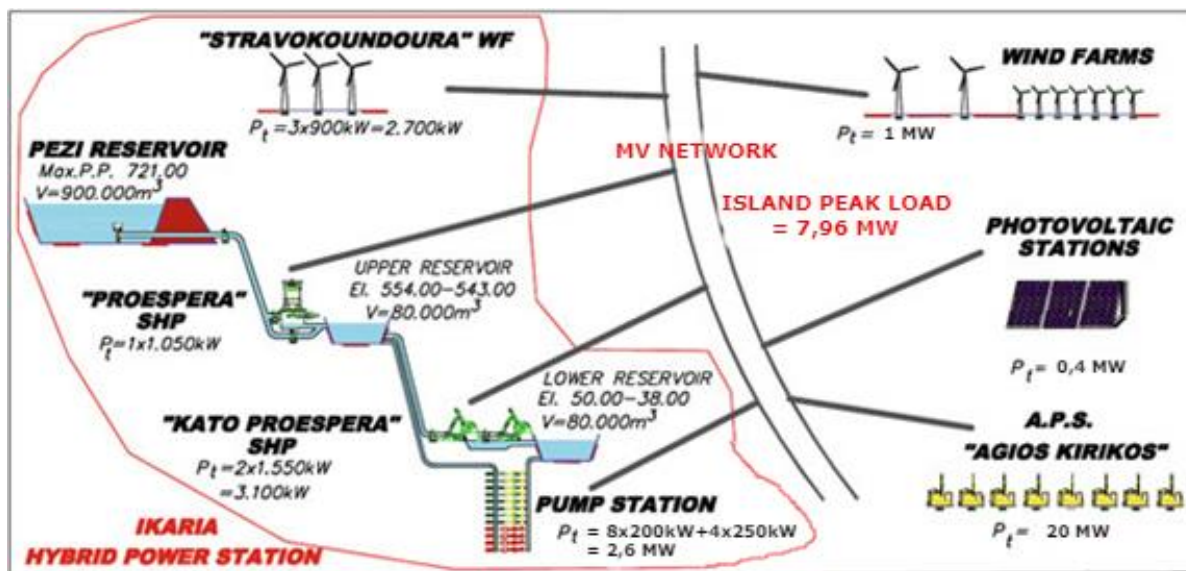 "STRAVOKOUNDOURA" WF
Pt = 3x900kW=2.700kW
PEZI RESERVOIR
Max.P.P. 721.00
V=900.000m³
UPPER RESERVOIR
El. 554.00-543.00
V=80.000m³
"PROESPERA"
SHP
Pt=1x1.050kW
LOWER RESERVOIR
El. 50.00-38.00
V=80.000m³
"KATO PROESPERA"
SHP
Pt=2x1.550kW
=3.100kW
PUMP STATION
Pt = 8x200kW+4x250kW
= 2,6 MW
IKARIA
HYBRID POWER STATION
MV NETWORK
ISLAND PEAK LOAD
= 7,96 MW
WIND FARMS
Pt= 1 MW
PHOTOVOLTAIC
STATIONS
Pt= 0,4 MW
A.P.S.
"AGIOS KIRIKOS"
Pt= 20 MW